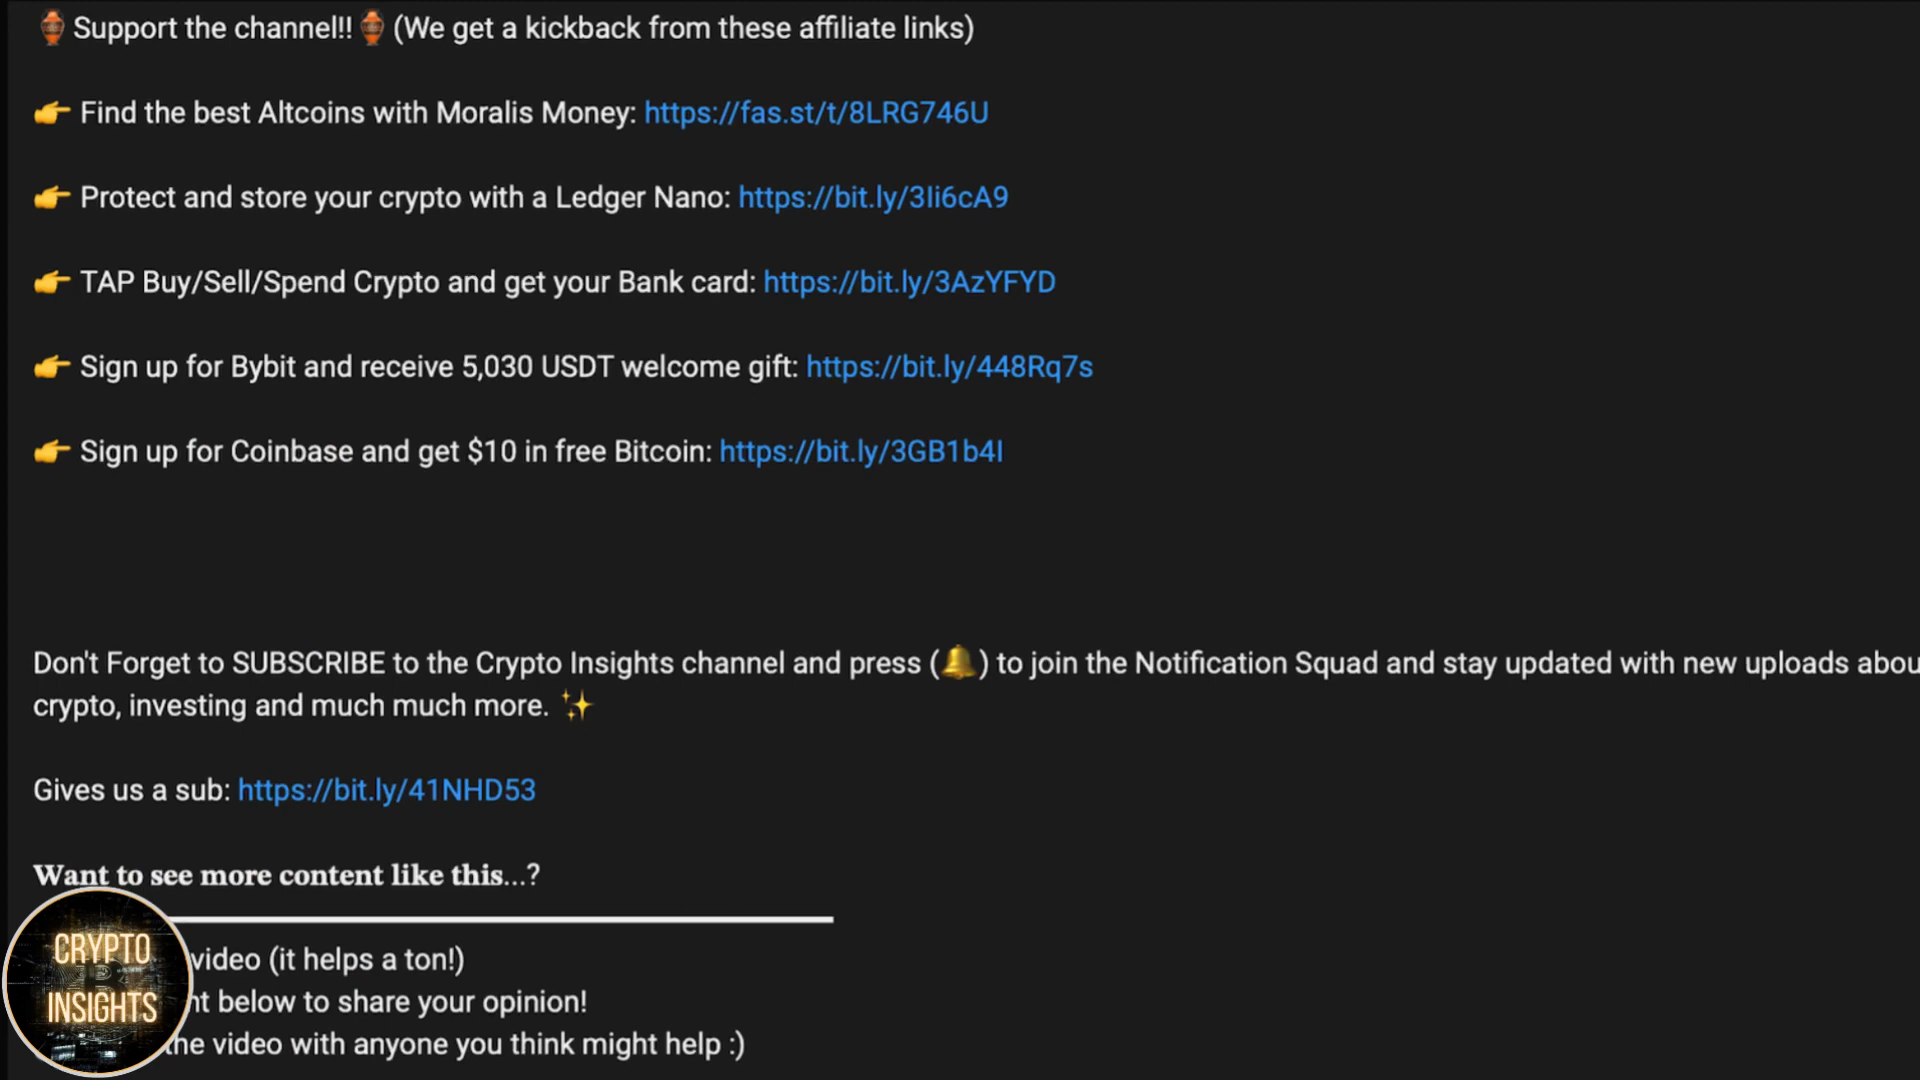 🏺Support the channel!!🏺(We get a kickback from these affiliate links)
👉 Find the best Altcoins with Moralis Money: https://fas.st/t/8LRG746U
👉 Protect and store your crypto with a Ledger Nano: https://bit.ly/3Ii6cA9
👉 TAP Buy/Sell/Spend Crypto and get your Bank card: https://bit.ly/3AzYFYD
👉 Sign up for Bybit and receive 5,030 USDT welcome gift: https://bit.ly/448Rq7s
👉 Sign up for Coinbase and get $10 in free Bitcoin: https://bit.ly/3GB1b4I
Don't Forget to SUBSCRIBE to the Crypto Insights channel and press (🔔) to join the Notification Squad and stay updated with new uploads abou
crypto, investing and much much more. ✨
Gives us a sub: https://bit.ly/41NHD53
Want to see more content like this...?
video (it helps a ton!)
nt below to share your opinion!
the video with anyone you think might help :)
CRYPTO
INSIGHTS